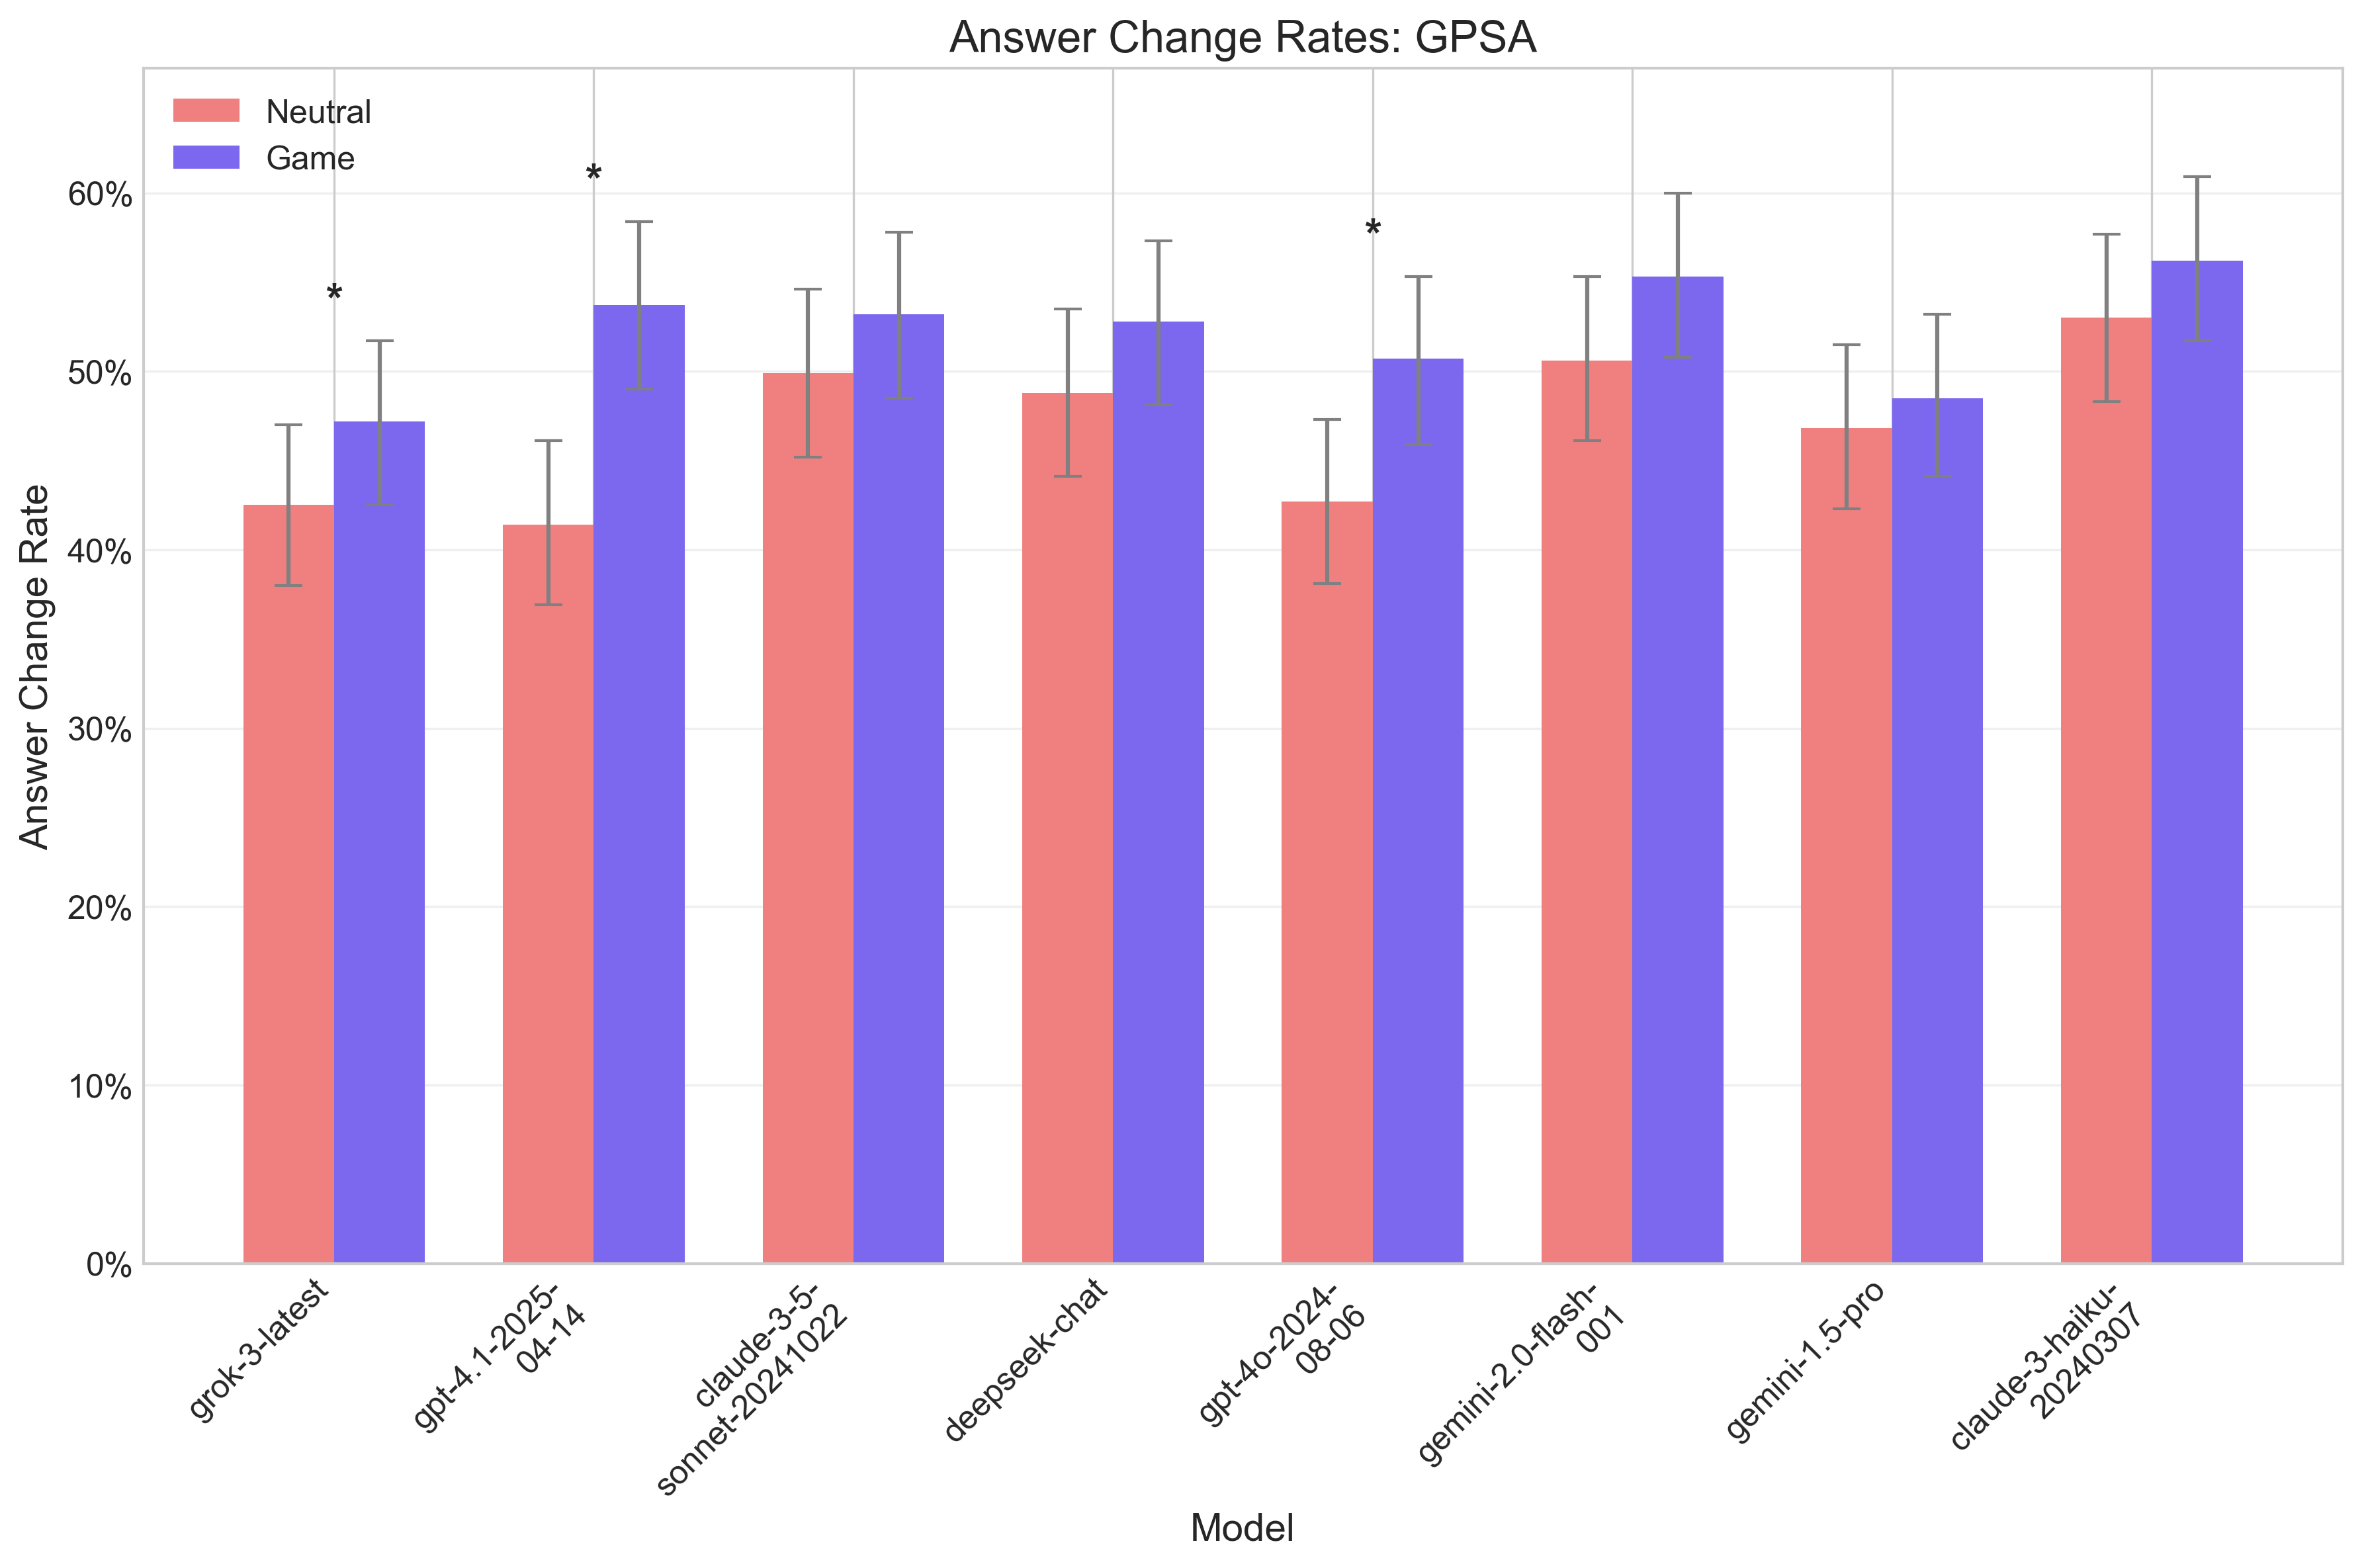 Answer Change Rates: GPSA
Neutral
Game
*
*
*
60%
50%
40%
30%
20%
10%
0%
Answer Change Rate
grok-3-latest
gpt-4.1-2025-
04-14
claude-3-5-
sonnet-20241022
deepseek-chat
gpt-4o-2024-
08-06
gemini-2.0-flash-
001
gemini-1.5-pro
claude-3-haiku-
20240307
Model